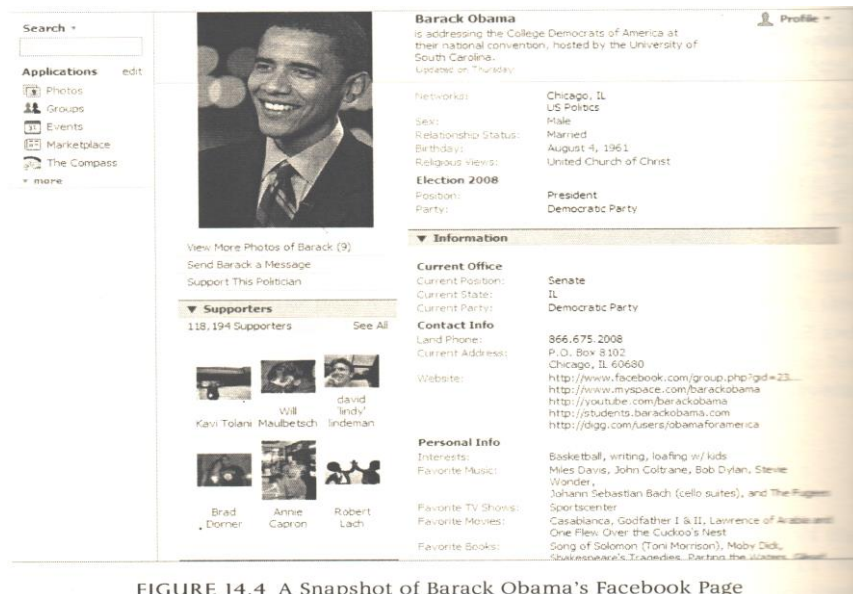 Search
Applications edit
Photos
Groups
Events
Marketplace
The Compass
more
View More Photos of Barack (9)
Send Barack a Message
Support This Politician
Supporters
118,194 Supporters See All
Kavi Tolani
Will
Maulbetsch
david
'lindy'
lindeman
Brad
Dorner
Annie
Capron
Robert
Lach
Barack Obama
is addressing the College Democrats of America at
their national convention, hosted by the University of
South Carolina.
Updated on Thursday
Profile
Networks: Chicago, IL
US Politics
Sex: Male
Relationship Status: Married
Birthday: August 4, 1961
Religious Views: United Church of Christ
Election 2008
Position: President
Party: Democratic Party
Information
Current Office
Current Position: Senate
Current State: IL
Current Party: Democratic Party
Contact Info
Land Phone: 866.675.2008
Current Address: P.O. Box 8102
Chicago, IL 60680
Website: http://www.facebook.com/group.php?gid=23...
http://www.myspace.com/barackobama
http://youtube.com/barackobama
http://students.barackobama.com
http://digg.com/users/obamaforamerica
Personal Info
Interests: Basketball, writing, loafing w/ kids
Favorite Music: Miles Davis, John Coltrane, Bob Dylan, Stevie
Wonder,
Johann Sebastian Bach (cello suites), and The Fugees
Favorite TV Shows: Sportscenter
Favorite Movies: Casablanca, Godfather I & II, Lawrence of Arabia and
One Flew Over the Cuckoo's Nest
Favorite Books: Song of Solomon (Toni Morrison), Moby Dick,
Shakespeare's Tragedies, Parting the Waters,
FIGURE 14.4 A Snapshot of Barack Obama's Facebook Page